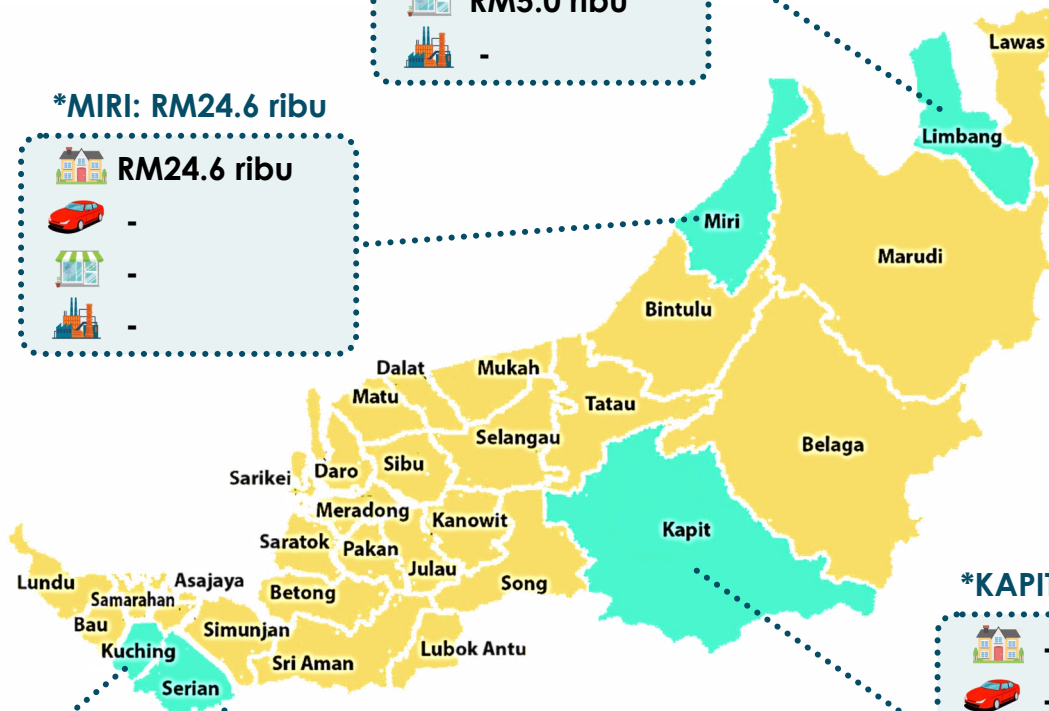 RM5.0 ribu
-
*MIRI: RM24.6 ribu
RM24.6 ribu
-
-
-
Lawas
Limbang
Miri
Marudi
Bintulu
Dalat
Mukah
Matu
Tatau
Selangau
Belaga
Sarikei
Daro
Sibu
Meradong
Kanowit
Kapit
Saratok
Pakan
Julau
Song
Lundu
Asajaya
Samarahan
Betong
Bau
Simunjan
Kuching
Sri Aman
Lubok Antu
Serian
*KAPIT
-
-